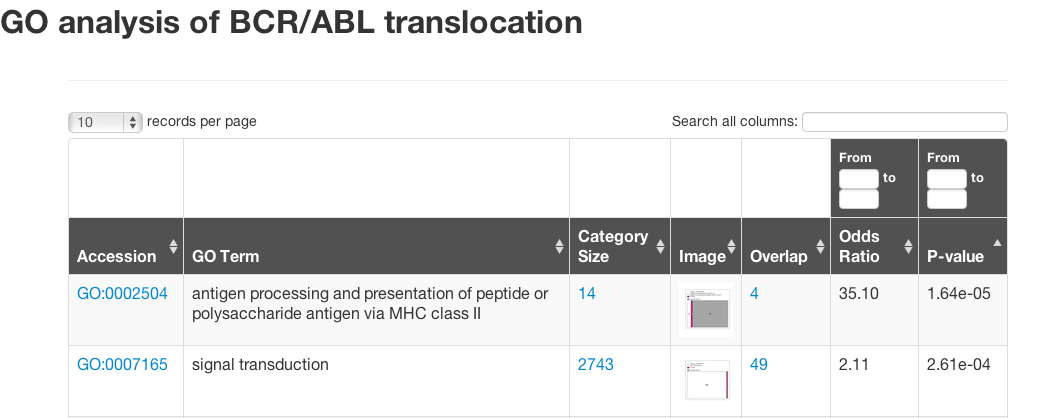 GO analysis of BCR/ABL translocation
10 records per page
Search all columns:
From to
From to
Accession GO Term Category Size Image Overlap Odds Ratio P-value
GO:0002504 antigen processing and presentation of peptide or polysaccharide antigen via MHC class II 14 4 35.10 1.64e-05
GO:0007165 signal transduction 2743 49 2.11 2.61e-04